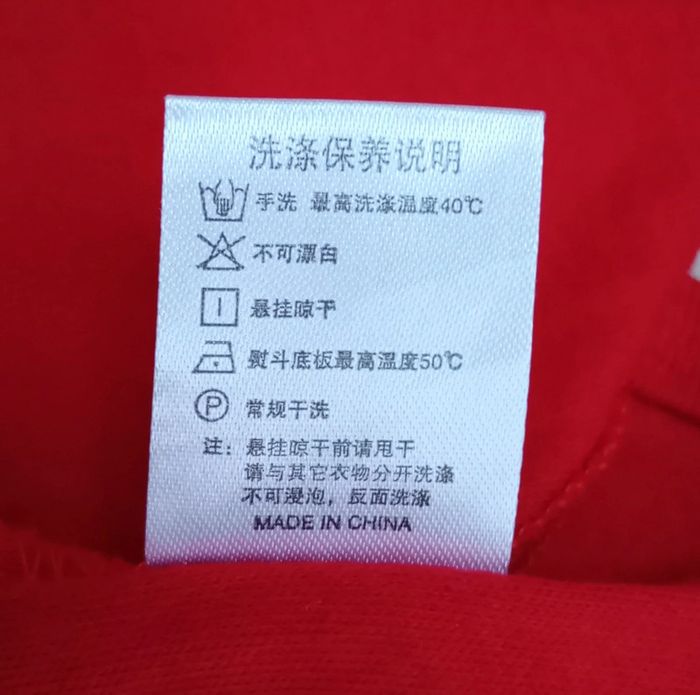 洗涤保养说明
手洗 最高洗涤温度40℃
不可漂白
悬挂晾干
熨斗底板最高温度50℃
P 常规干洗
注：悬挂晾干前请甩干
请与其它衣物分开洗涤
不可浸泡，反面洗涤
MADE IN CHINA